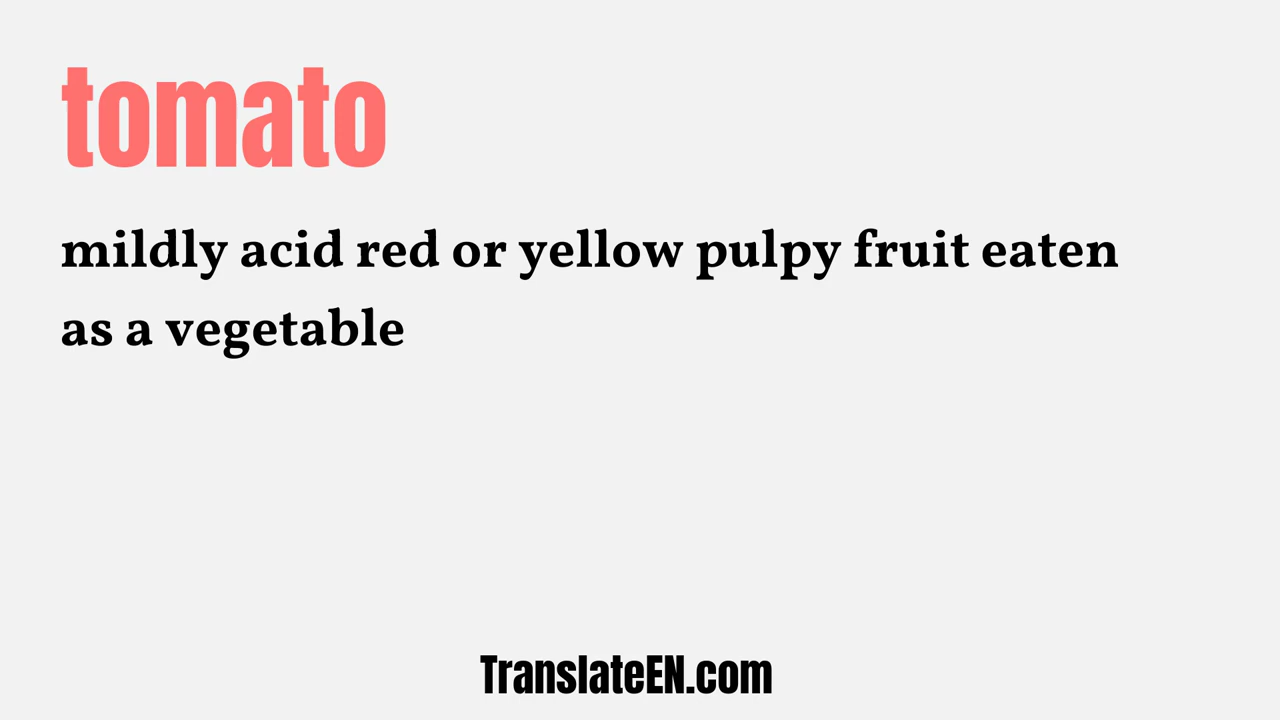 tomato
mildly acid red or yellow pulpy fruit eaten
as a vegetable
TranslateEN.com